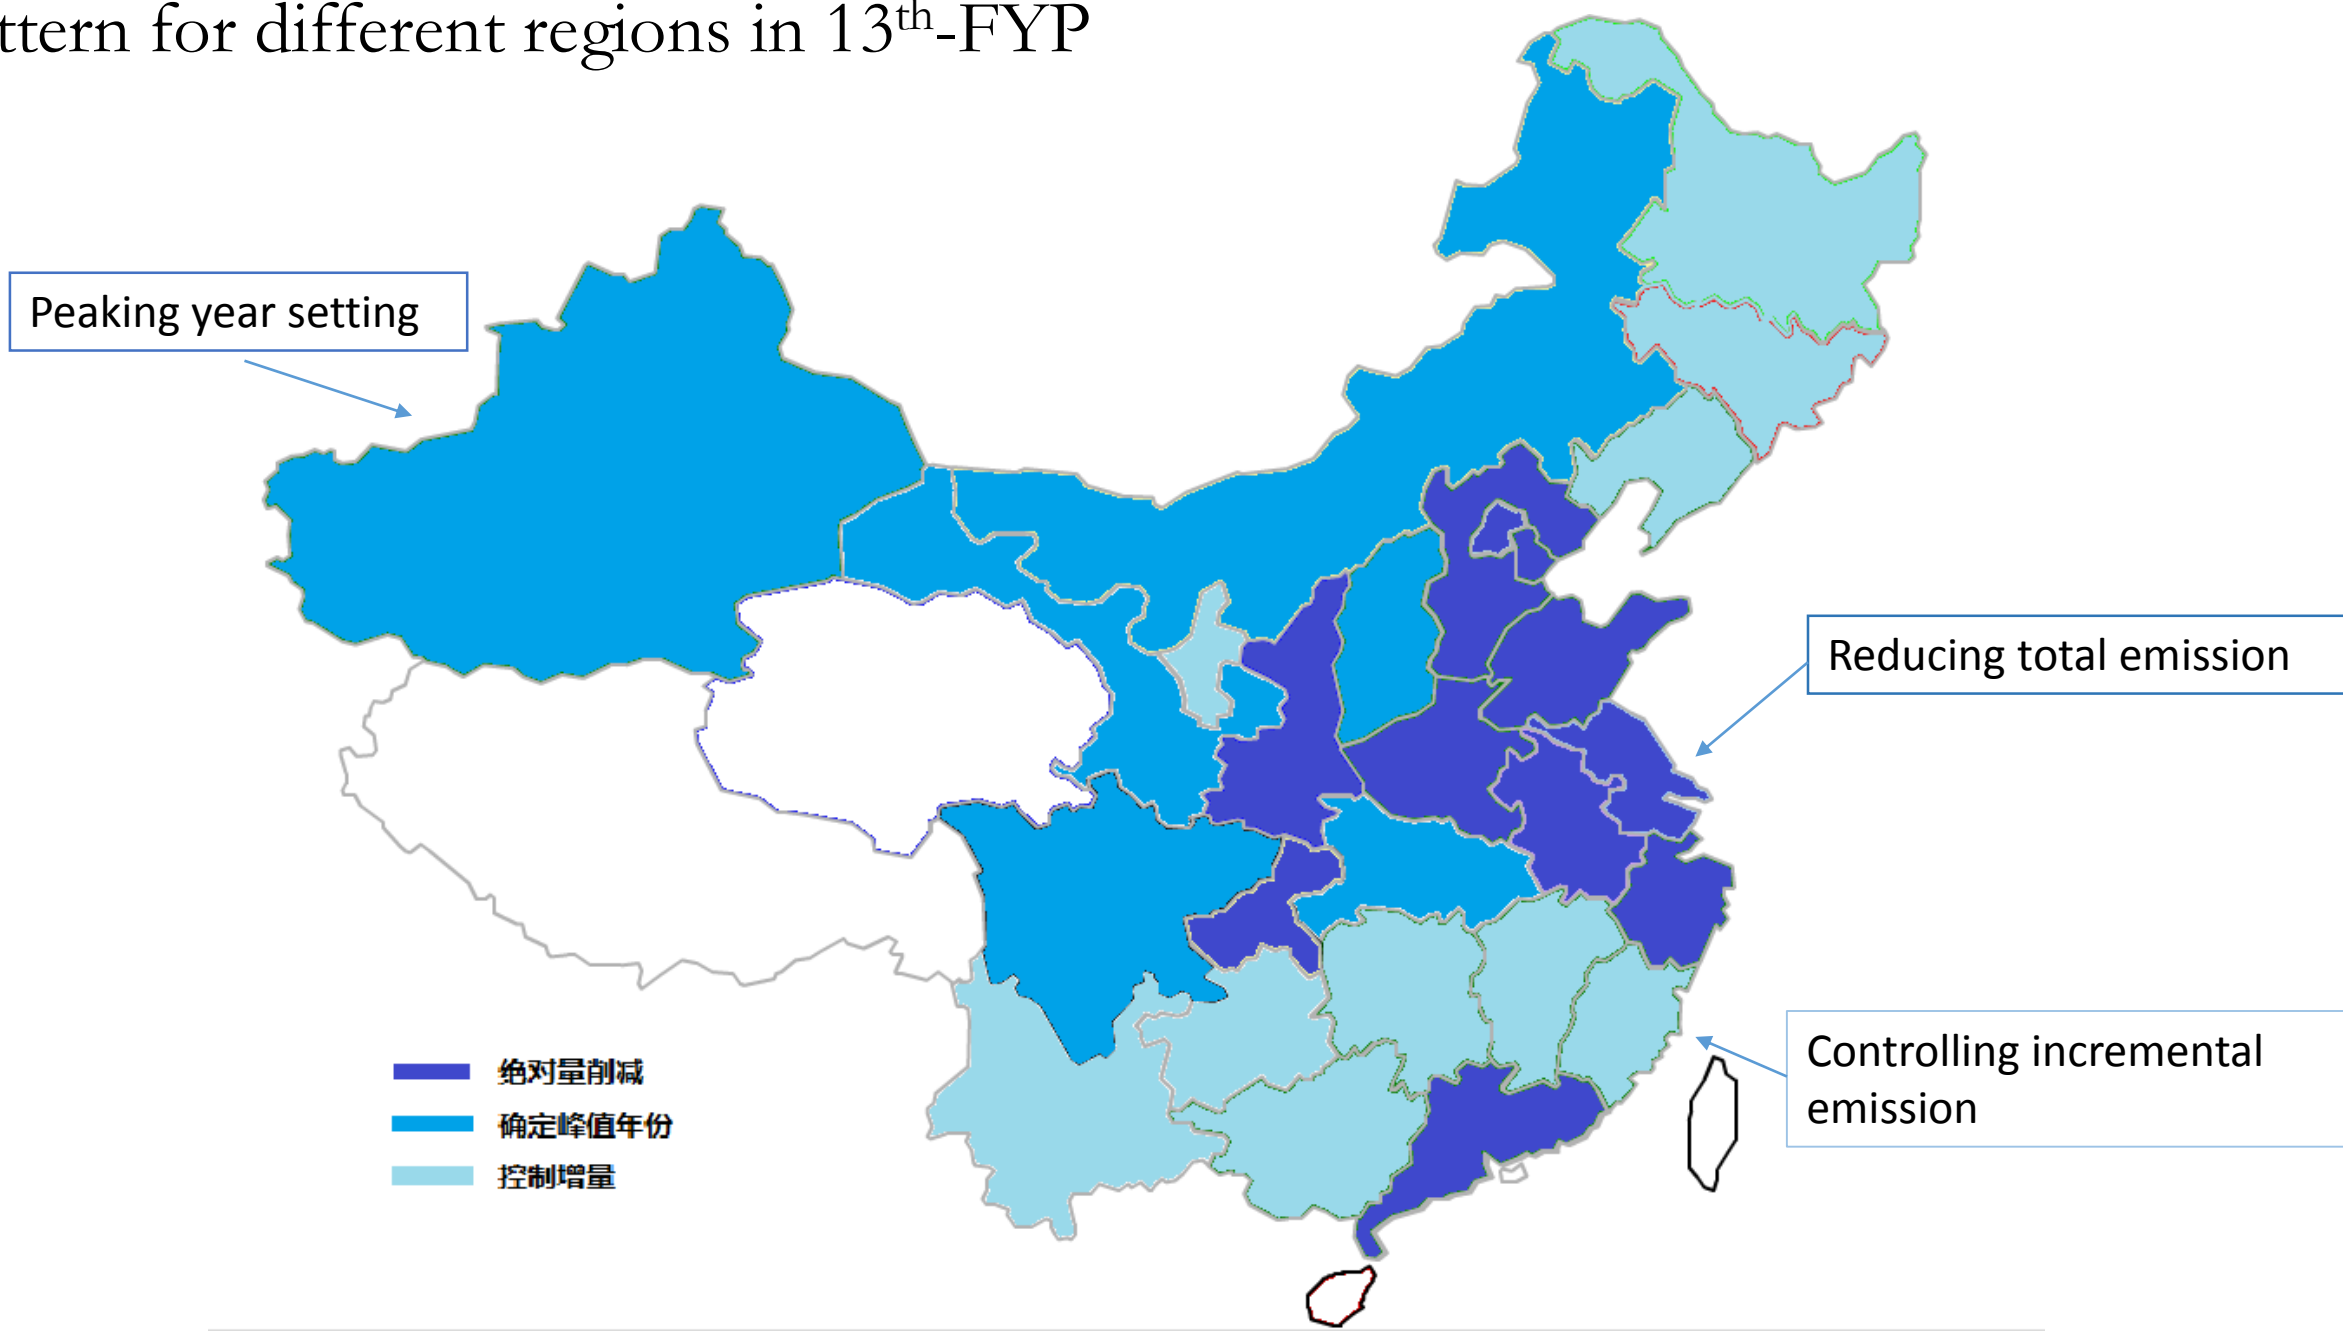 ttern for different regions in 13th-FYP
Peaking year setting
Reducing total emission
Controlling incremental
emission
绝对量削减
确定峰值年份
控制增量